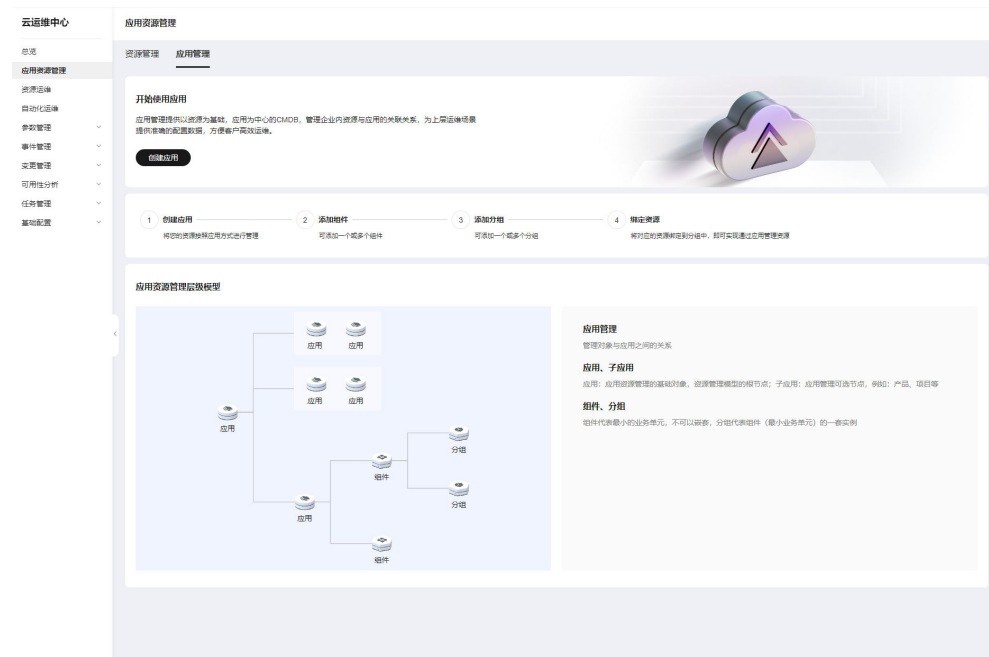 云运维中心
总览
应用资源管理
资源运维
自动化运维
参数管理
事件管理
变更管理
可用性分析
任务管理
基础配置
应用资源管理
资源管理 应用管理
开始使用应用
应用管理提供以资源为基础，应用为中心的CMDB，管理企业内资源与应用的关联关系，为上层运维场景
提供准确的配置数据，方便客户高效运维。
创建应用
1 创建应用
将您的资源按照应用方式进行管理
2 添加组件
可添加一个或多个组件
3 添加分组
可添加一个或多个分组
4 绑定资源
将对应的资源绑定到分组中，即可实现通过应用管理资源
应用资源管理层级模型
应用 应用
应用 应用
应用
分组
组件
分组
应用
组件
应用管理
管理对象与应用之间的关系
应用、子应用
应用：应用资源管理的基础对象，资源管理模型的根节点；子应用：应用管理可选节点，例如：产品、项目等
组件、分组
组件代表最小的业务单元，不可以嵌套，分组代表组件（最小业务单元）的一套实例